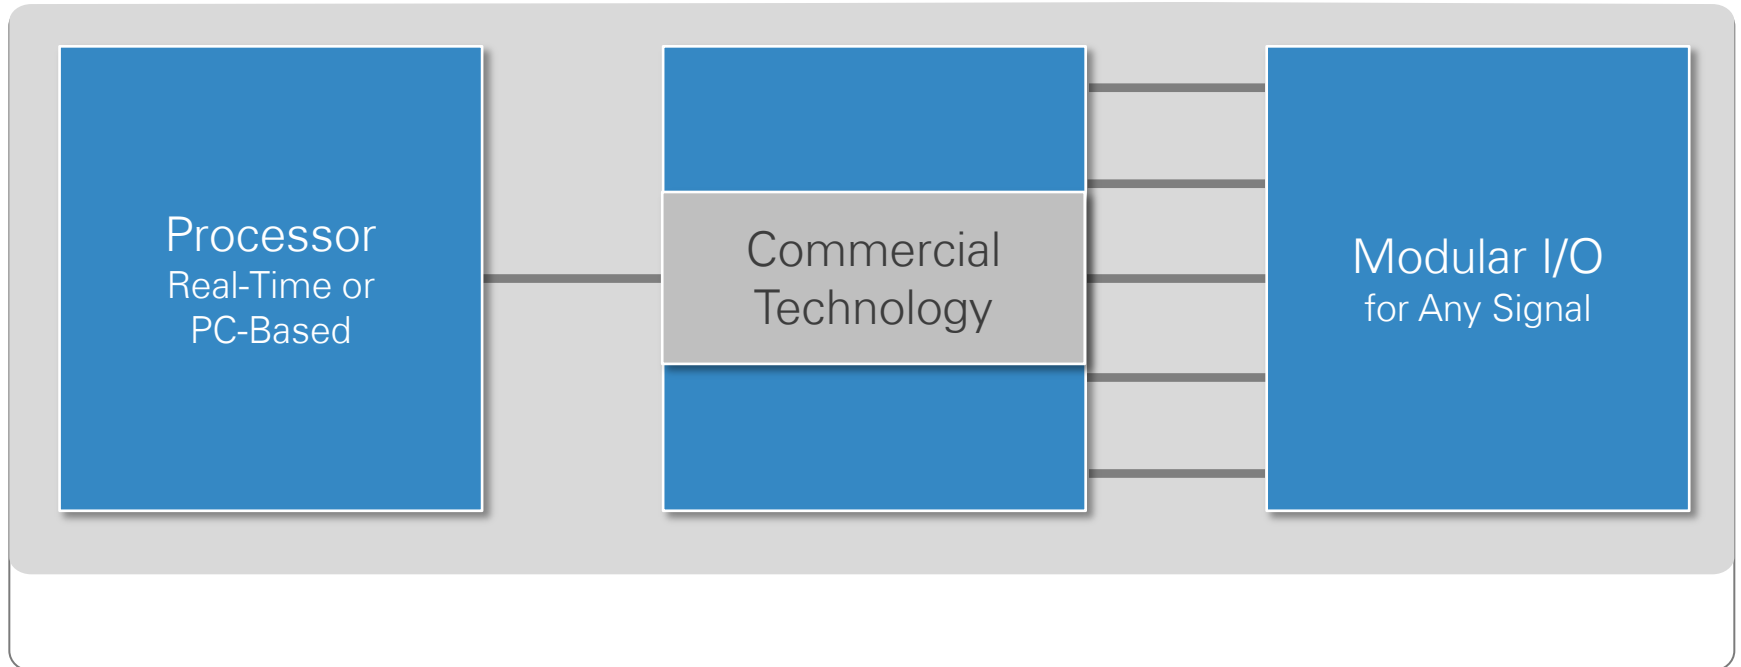 Processor
Real-Time or
PC-Based
Commercial
Technology
Modular I/O
for Any Signal